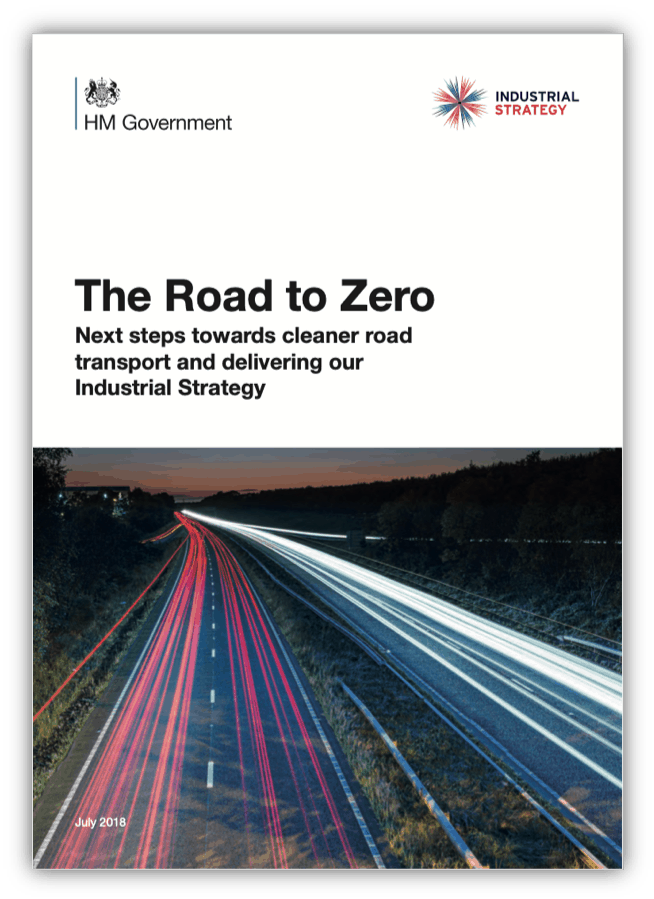 HM Government
INDUSTRIAL
STRATEGY
The Road to Zero
Next steps towards cleaner road
transport and delivering our
Industrial Strategy
July 2018